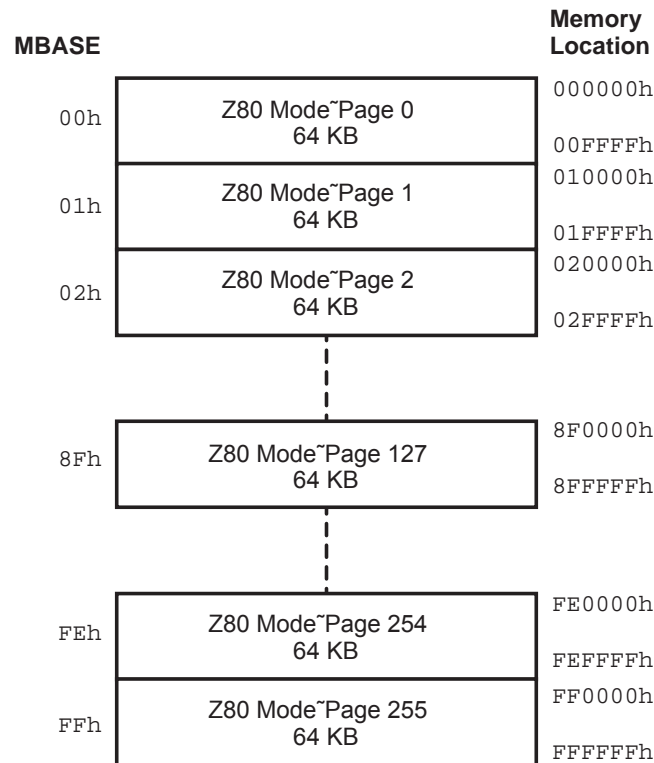 MBASE
Memory
Location
00h
Z80 Mode˜Page 0
64 KB
000000h
00FFFFh
01h
Z80 Mode˜Page 1
64 KB
010000h
01FFFFh
02h
Z80 Mode˜Page 2
64 KB
020000h
02FFFFh
8Fh
Z80 Mode˜Page 127
64 KB
8F0000h
8FFFFFh
FEh
Z80 Mode˜Page 254
64 KB
FE0000h
FEFFFFh
FFh
Z80 Mode˜Page 255
64 KB
FF0000h
FFFFFFh